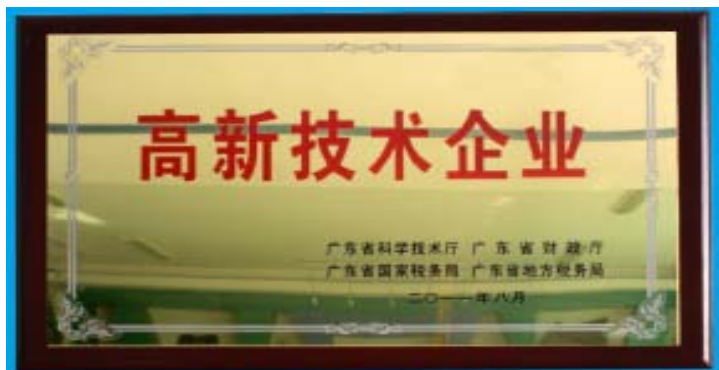 高新技术企业
广东省科学技术厅 广东省财政厅
广东省国家税务局 广东省地方税务局
二〇一一年八月